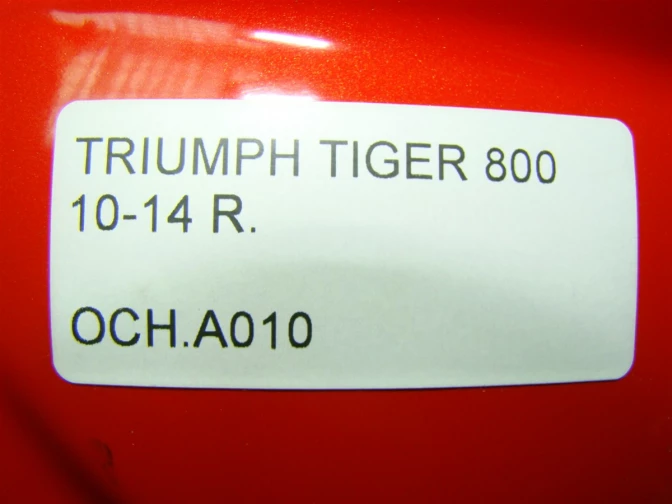 TRIUMPH TIGER 800
10-14 R.
OCH.A010